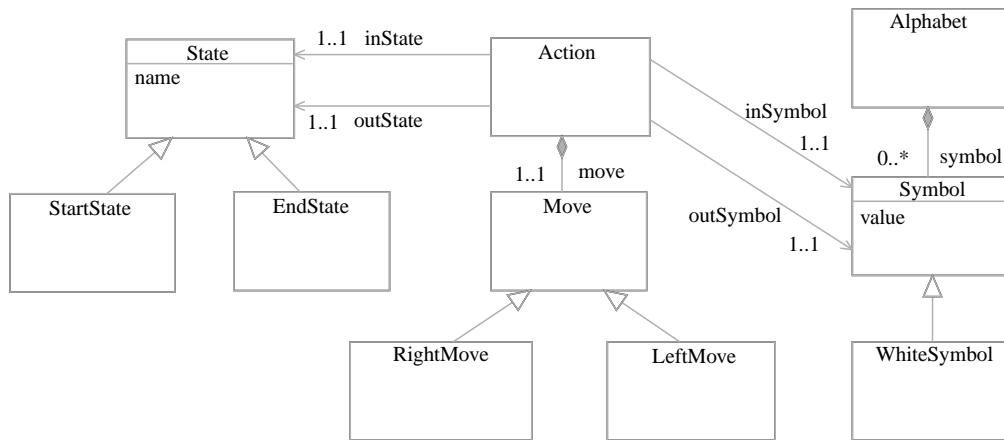 Alphabet
State
1..1 inState
Action
name
inSymbol
1..1 outState
1..1
0..* symbol
1..1 move
Symbol
StartState
EndState
Move
outSymbol
value
1..1
RightMove
LeftMove
WhiteSymbol